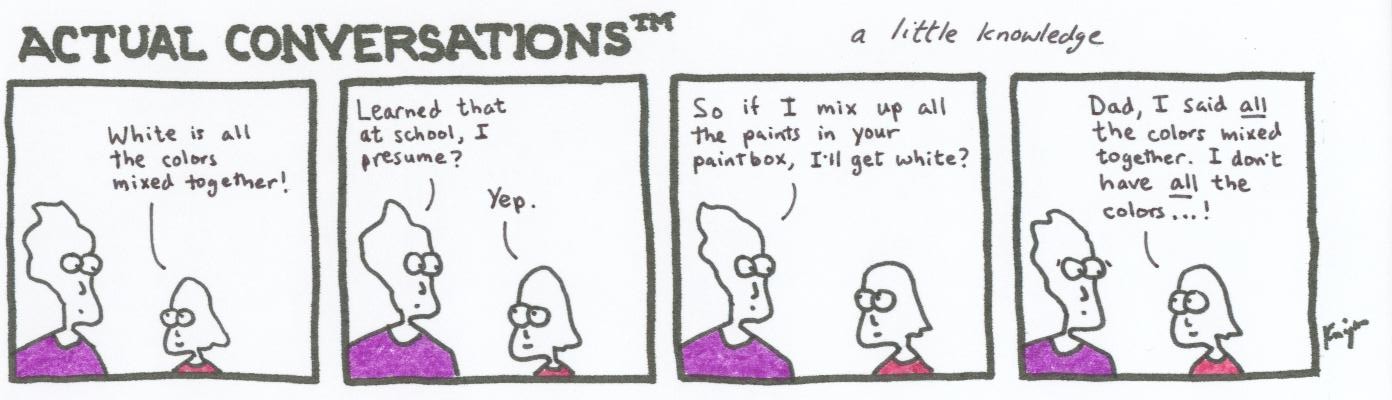 ACTUAL CONVERSATIONS™
a little knowledge
White is all
the colors
mixed together!
Learned that
at school, I
presume?
Yep.
So if I mix up all
the paints in your
paintbox, I'll get white?
Dad, I said all
the colors mixed
together. I don't
have all the
colors...!